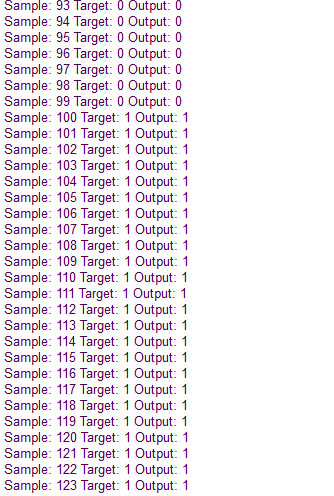 Sample: 93 Target: 0 Output: 0
Sample: 94 Target: 0 Output: 0
Sample: 95 Target: 0 Output: 0
Sample: 96 Target: 0 Output: 0
Sample: 97 Target: 0 Output: 0
Sample: 98 Target: 0 Output: 0
Sample: 99 Target: 0 Output: 0
Sample: 100 Target: 1 Output: 1
Sample: 101 Target: 1 Output: 1
Sample: 102 Target: 1 Output: 1
Sample: 103 Target: 1 Output: 1
Sample: 104 Target: 1 Output: 1
Sample: 105 Target: 1 Output: 1
Sample: 106 Target: 1 Output: 1
Sample: 107 Target: 1 Output: 1
Sample: 108 Target: 1 Output: 1
Sample: 109 Target: 1 Output: 1
Sample: 110 Target: 1 Output: 1
Sample: 111 Target: 1 Output: 1
Sample: 112 Target: 1 Output: 1
Sample: 113 Target: 1 Output: 1
Sample: 114 Target: 1 Output: 1
Sample: 115 Target: 1 Output: 1
Sample: 116 Target: 1 Output: 1
Sample: 117 Target: 1 Output: 1
Sample: 118 Target: 1 Output: 1
Sample: 119 Target: 1 Output: 1
Sample: 120 Target: 1 Output: 1
Sample: 121 Target: 1 Output: 1
Sample: 122 Target: 1 Output: 1
Sample: 123 Target: 1 Output: 1